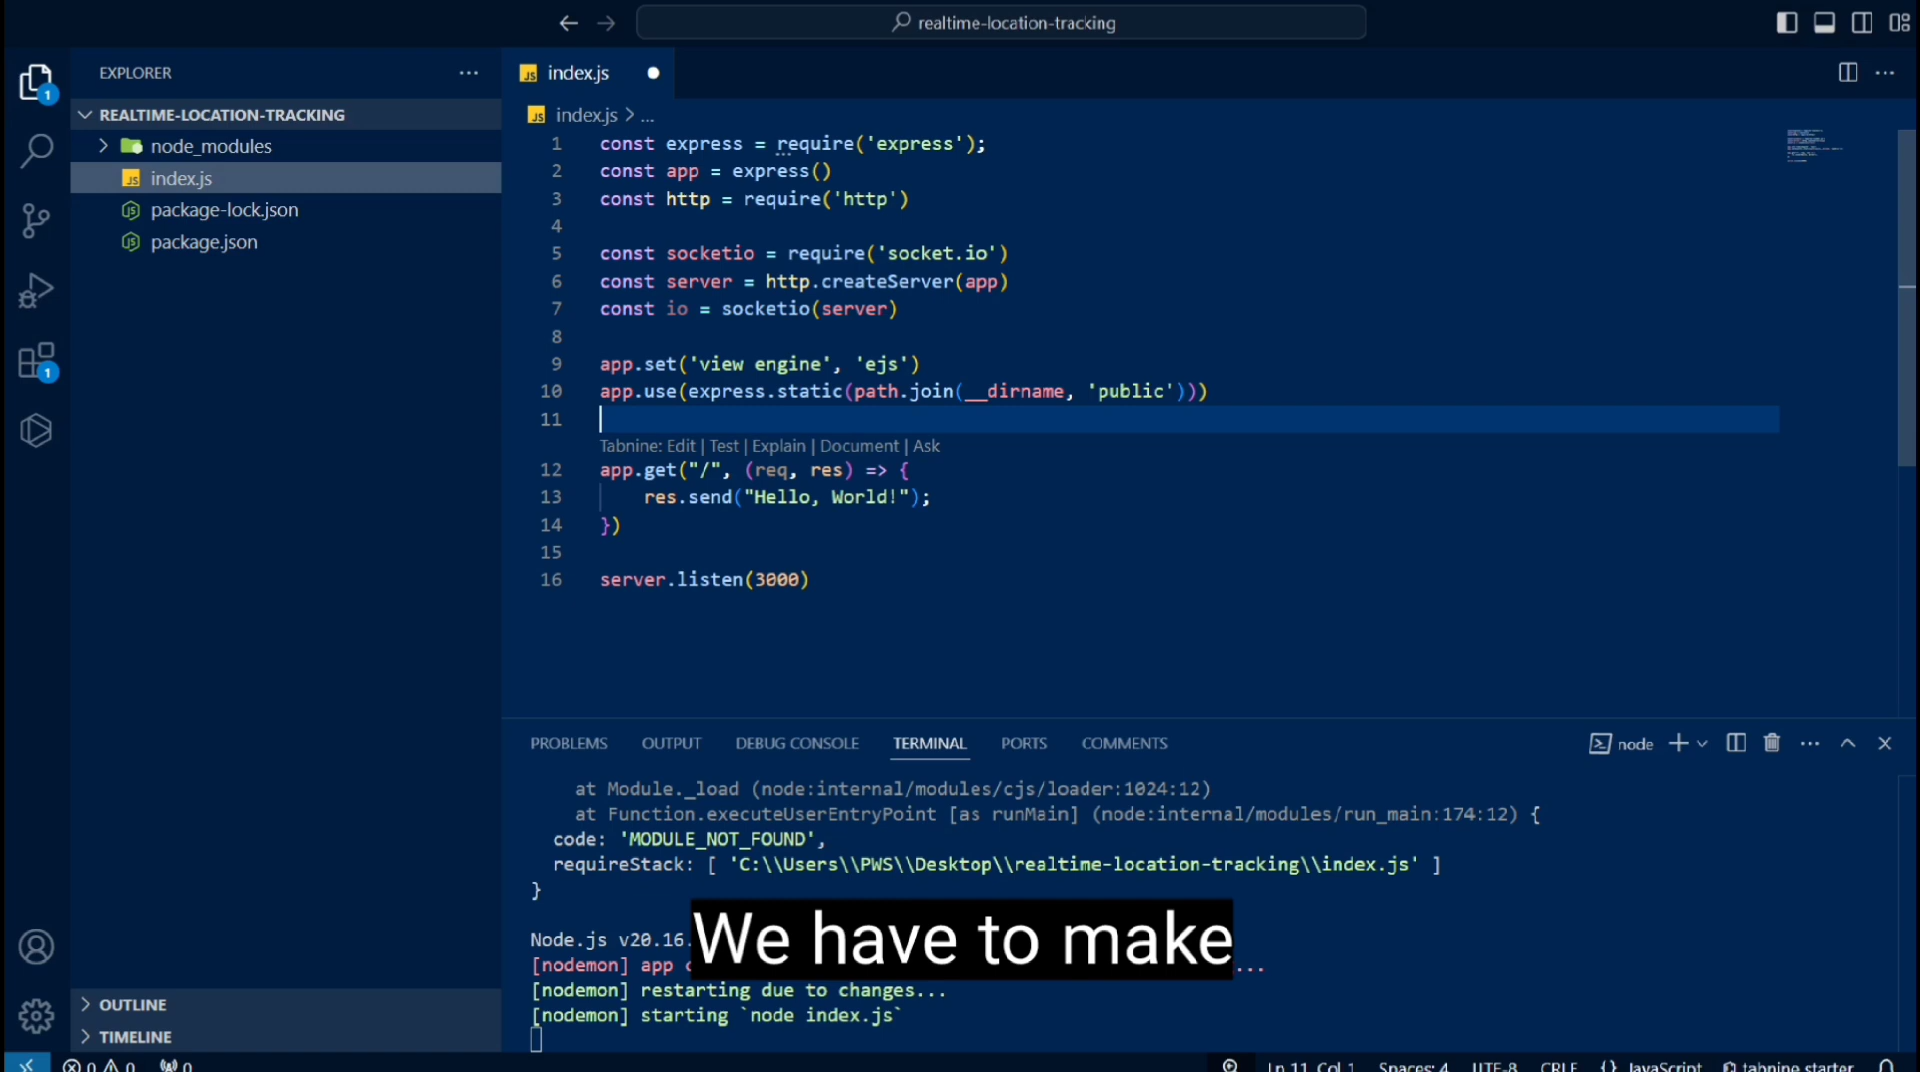 realtime-location-tracking
EXPLORER
index.js
REALTIME-LOCATION-TRACKING
index.js > ...
node_modules
index.js
package-lock.json
package.json
1 const express = require('express');
2 const app = express()
3 const http = require('http')
4
5 const socketio = require('socket.io')
6 const server = http.createServer(app)
7 const io = socketio(server)
8
9 app.set('view engine', 'ejs')
10 app.use(express.static(path.join(__dirname, 'public')))
11
Tabnine: Edit | Test | Explain | Document | Ask
12 app.get("/", (req, res) => {
13 res.send("Hello, World!");
14 })
15
16 server.listen(3000)
PROBLEMS OUTPUT DEBUG CONSOLE TERMINAL PORTS COMMENTS node
at Module._load (node:internal/modules/cjs/loader:1024:12)
at Function.executeUserEntryPoint [as runMain] (node:internal/modules/run_main:174:12) {
code: 'MODULE_NOT_FOUND',
requireStack: [ 'C:\\Users\\PWS\\Desktop\\realtime-location-tracking\\index.js' ]
}
We have to make
Node.js v20.16.
[nodemon] app ...
[nodemon] restarting due to changes...
[nodemon] starting `node index.js`
OUTLINE
TIMELINE
0 0 0 Ln 11, Col 1 Spaces: 4 UTF-8 CRLF {} JavaScript tabnine starter